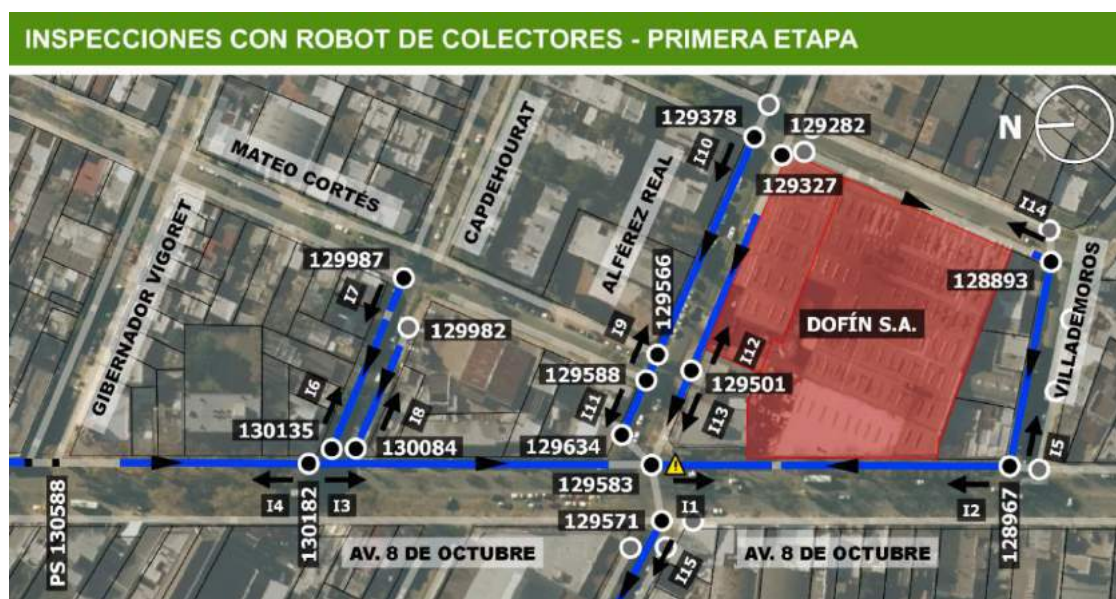 INSPECCIONES CON ROBOT DE COLECTORES - PRIMERA ETAPA
N
129378
129282
I10
129327
MATEO CORTÉS
CAPDEHOURAT
ALFÉREZ REAL
GIBERNADOR VIGORET
I14
128893
VILLADEMOROS
129987
I7
129982
129566
I9
DOFÍN S.A.
129588
I12
129501
I11
I13
I6
I8
130135
130084
129634
I5
I4
I3
129583
I1
I2
PS 130588
130182
129571
128967
AV. 8 DE OCTUBRE
AV. 8 DE OCTUBRE
I15